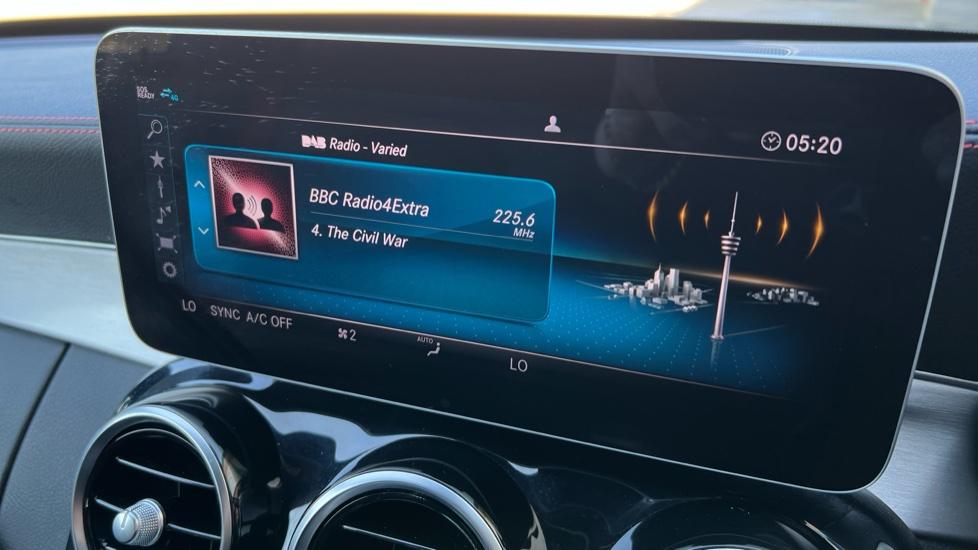 SOS READY 4G
05:20
DAB Radio - Varied
BBC Radio4Extra
225.6 MHz
4. The Civil War
LO SYNC A/C OFF
2
AUTO
LO